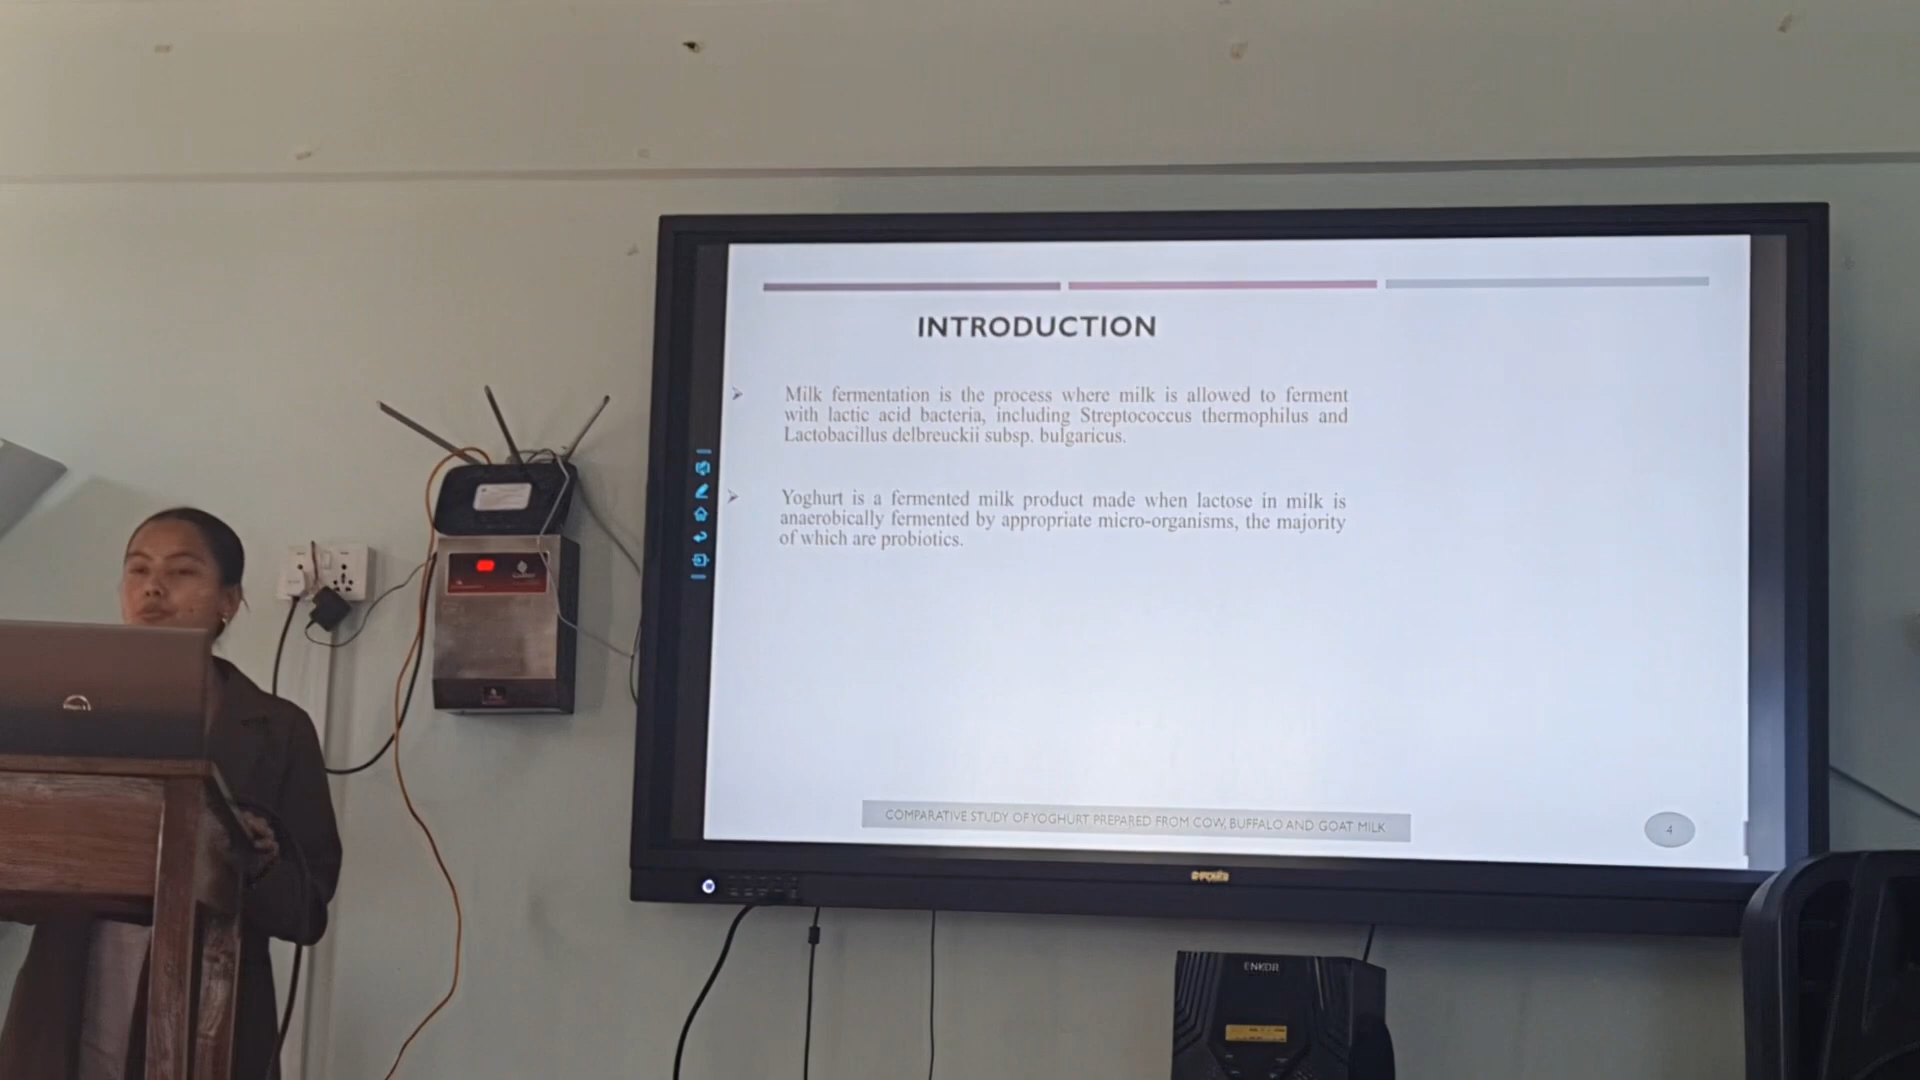 INTRODUCTION
Milk fermentation is the process where milk is allowed to ferment
with lactic acid bacteria, including Streptococcus thermophilus and
Lactobacillus delbreuckii subsp. bulgaricus.
Yoghurt is a fermented milk product made when lactose in milk is
anaerobically fermented by appropriate micro-organisms, the majority
of which are probiotics.
COMPARATIVE STUDY OF YOGHURT PREPARED FROM COW, BUFFALO AND GOAT MILK
4
ENKOR